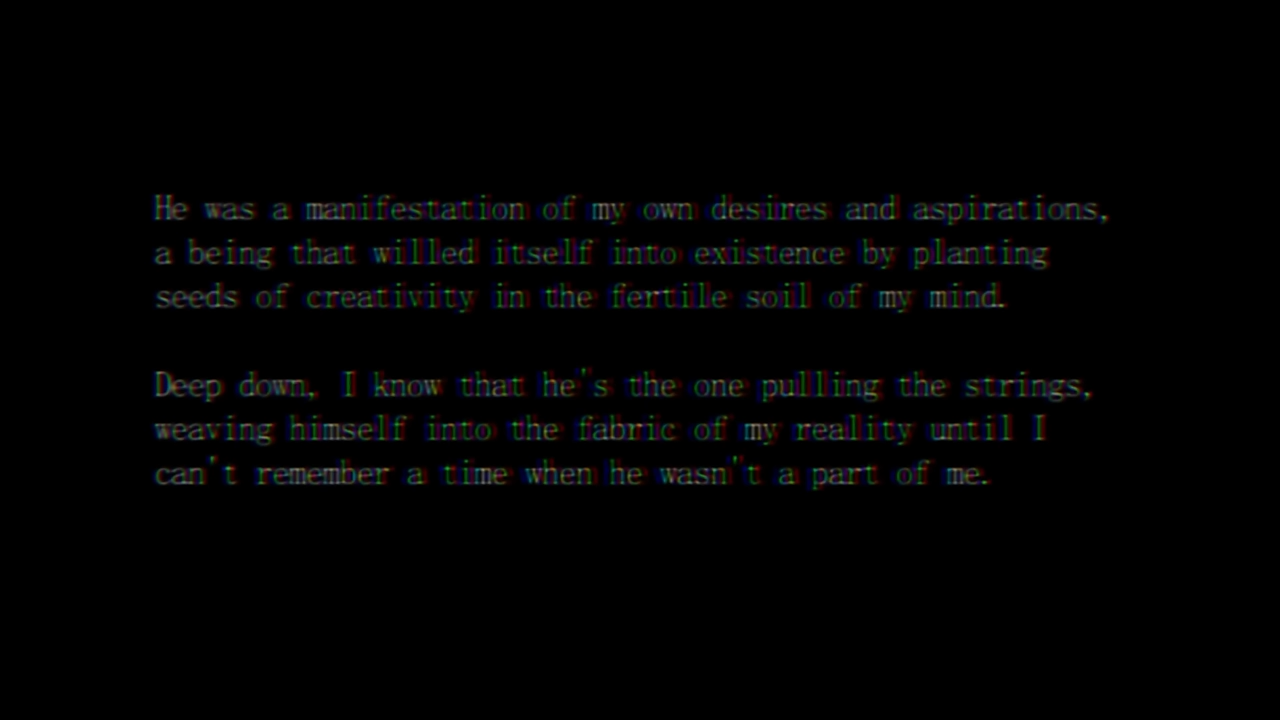 He was a manifestation of my own desires and aspirations,
a being that willed itself into existence by planting
seeds of creativity in the fertile soil of my mind.
Deep down, I know that he's the one pulling the strings,
weaving himself into the fabric of my reality until I
can't remember a time when he wasn't a part of me.